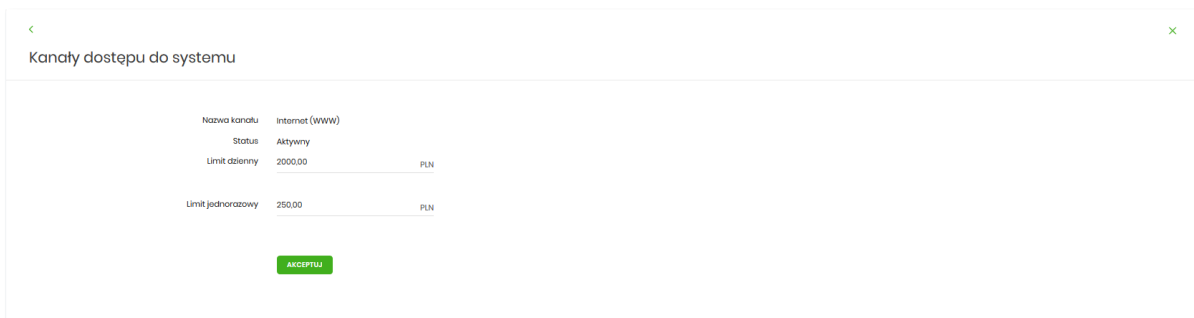 Kanały dostępu do systemu
Nazwa kanału Internet (WWW)
Status Aktywny
Limit dzienny 2000,00 PLN
Limit jednorazowy 250,00 PLN
AKCEPTUJ